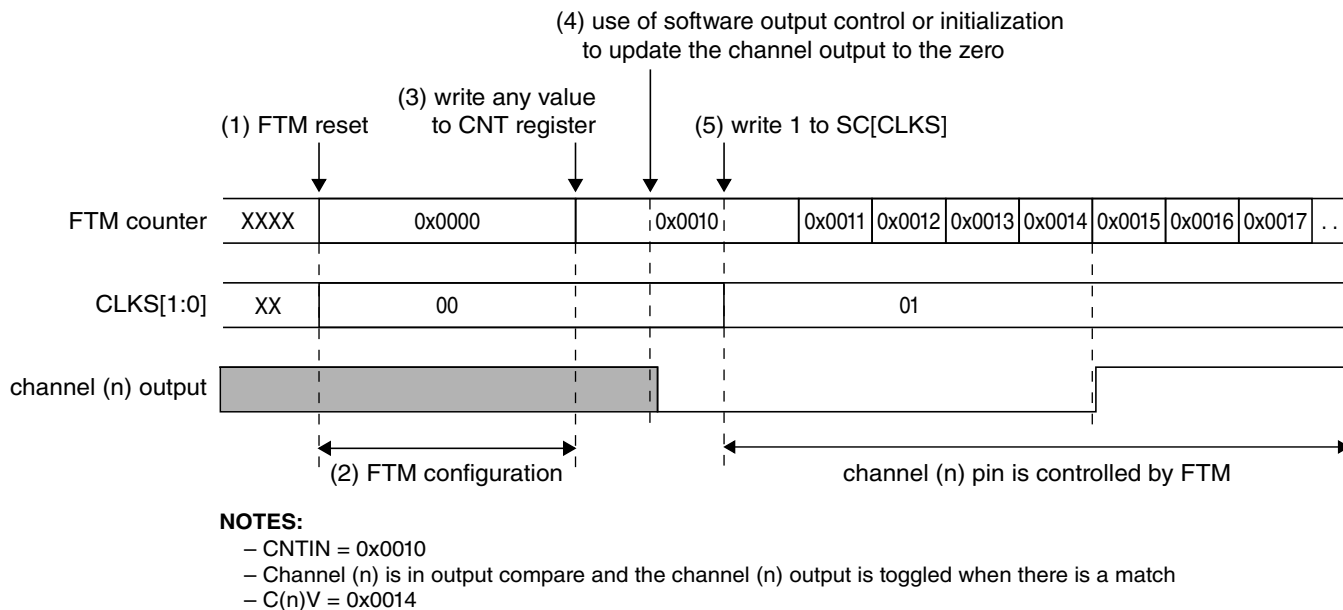 (4) use of software output control or initialization
to update the channel output to the zero
(3) write any value
to CNT register
(1) FTM reset
(5) write 1 to SC[CLKS]
FTM counter XXXX 0x0000 0x0010 0x0011 0x0012 0x0013 0x0014 0x0015 0x0016 0x0017 . .
CLKS[1:0] XX 00 01
channel (n) output
(2) FTM configuration
channel (n) pin is controlled by FTM
NOTES:
– CNTIN = 0x0010
– Channel (n) is in output compare and the channel (n) output is toggled when there is a match
– C(n)V = 0x0014